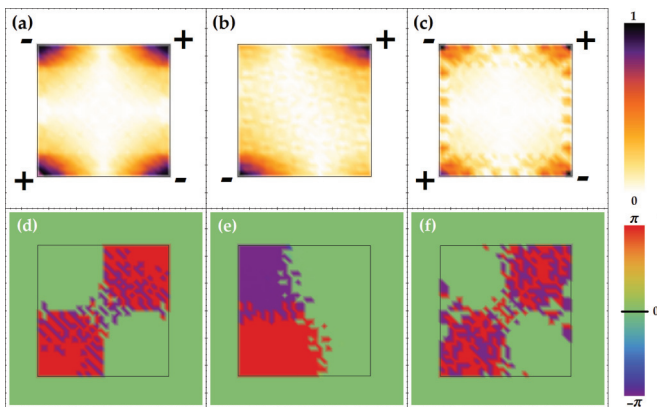 (a) (b) (c) 1
- + + - +
+ - - + -
0
(d) (e) (f) π
0
-π